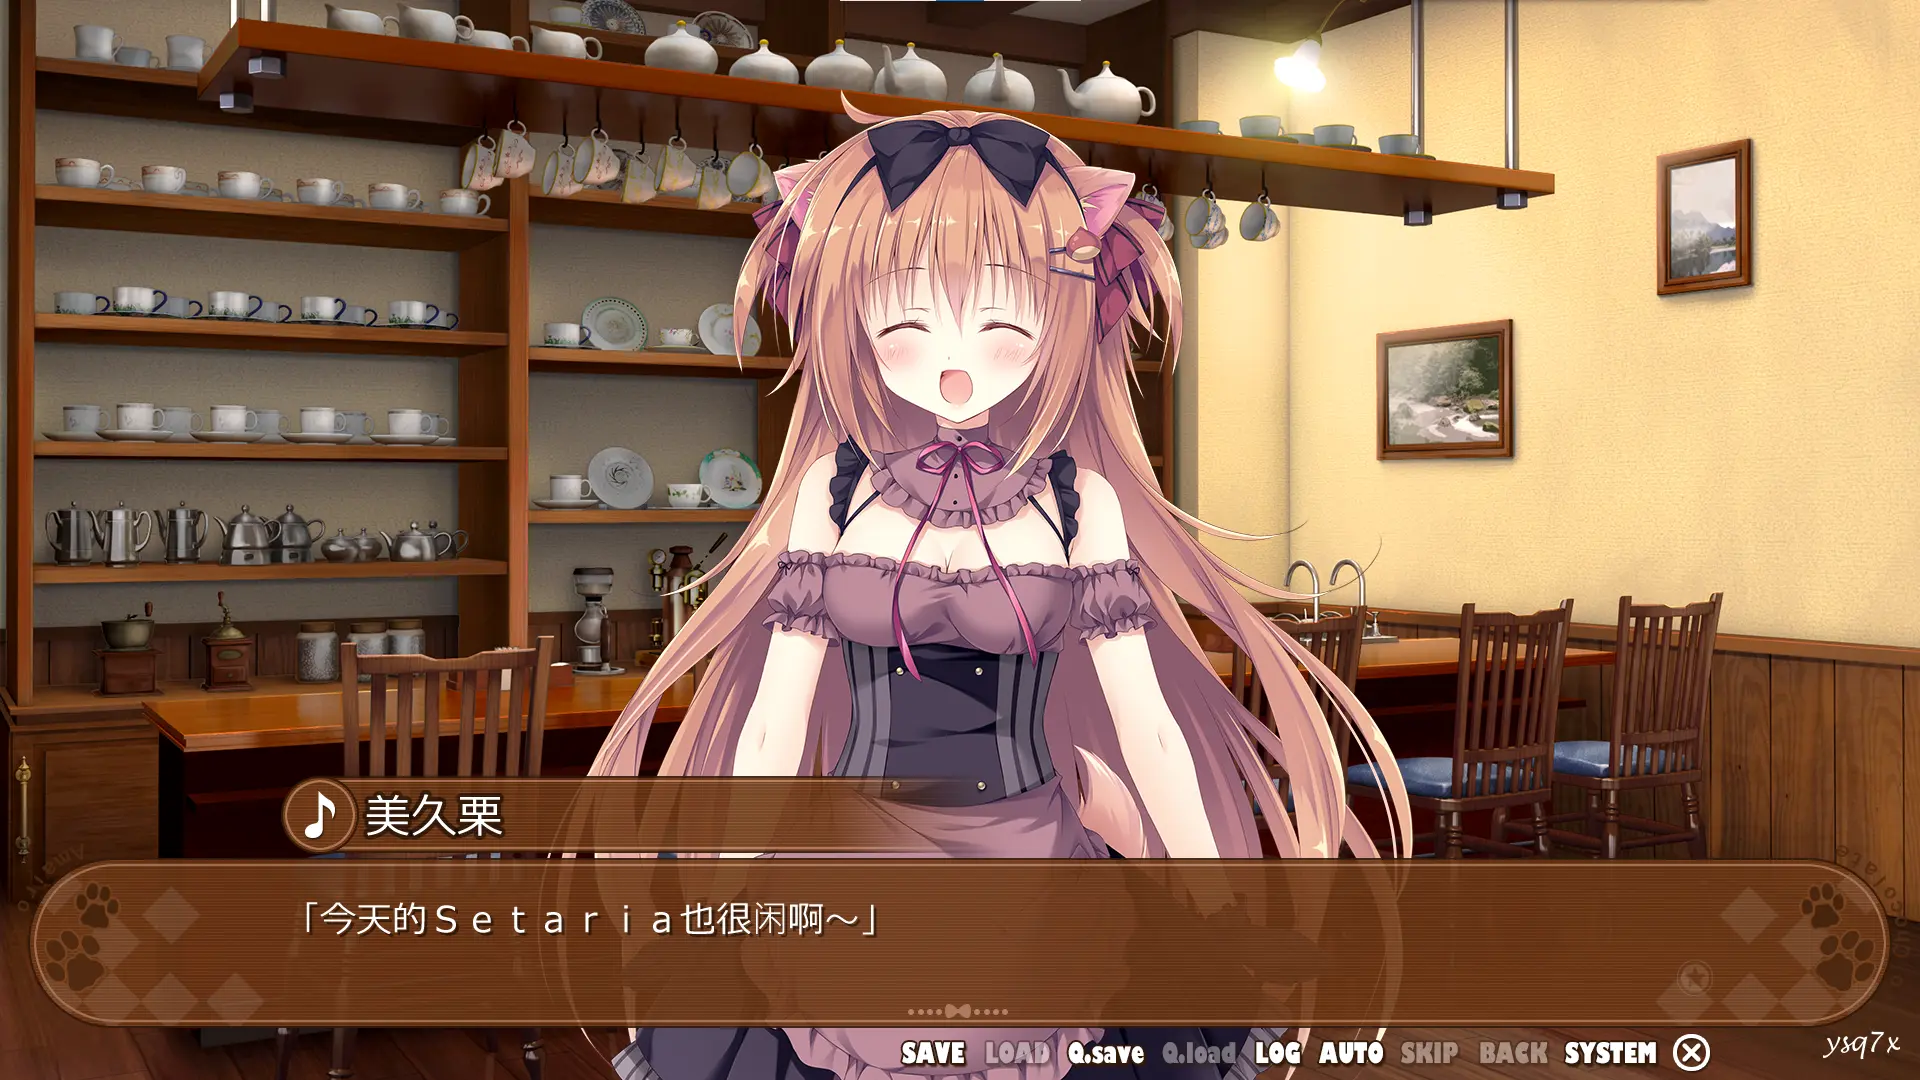 美久栗
「今天的Ｓｅｔａｒｉａ也很闲啊～」
SAVE LOAD Q.save Q.load LOG AUTO SKIP BACK SYSTEM
ysq7x